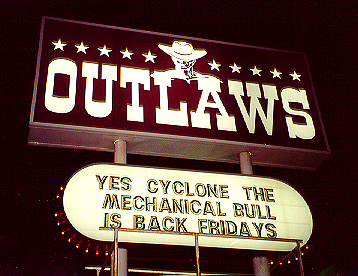 OUTLAWS
YES CYCLONE THE
MECHANICAL BULL
IS BACK FRIDAYS